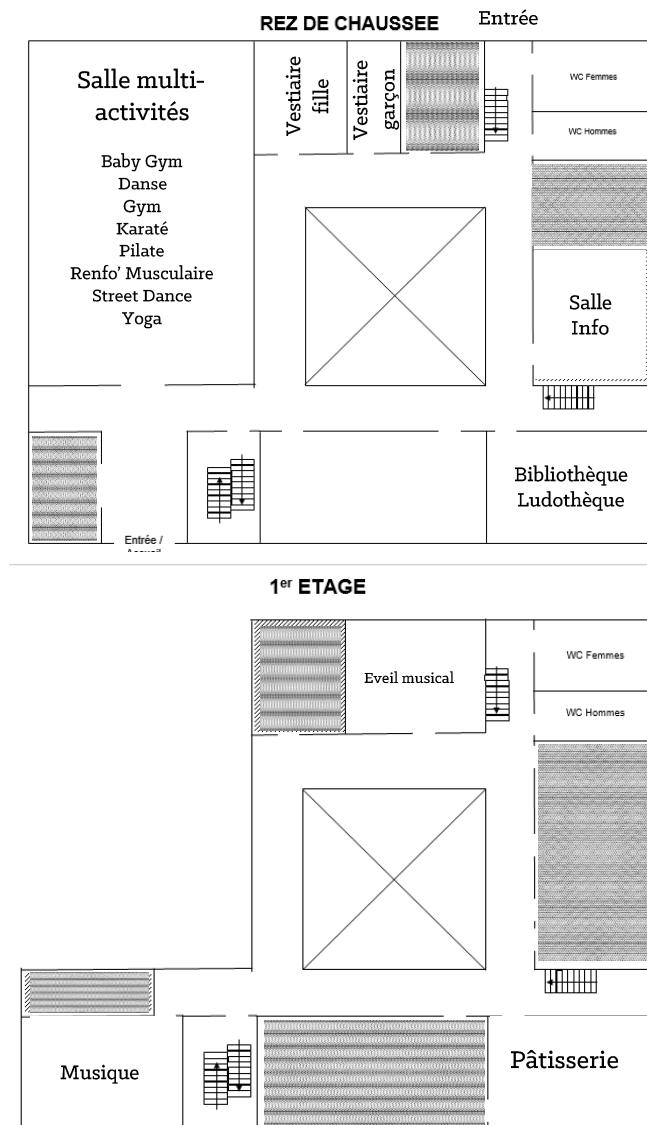 REZ DE CHAUSSEE
Entrée
Salle multi-
activités
Baby Gym
Danse
Gym
Karaté
Pilate
Renfo' Musculaire
Street Dance
Yoga
Vestiaire
fille
Vestiaire
garçon
WC Femmes
WC Hommes
Salle
Info
Bibliothèque
Ludothèque
Entrée /
Accueil
1er ETAGE
Eveil musical
WC Femmes
WC Hommes
Musique
Pâtisserie